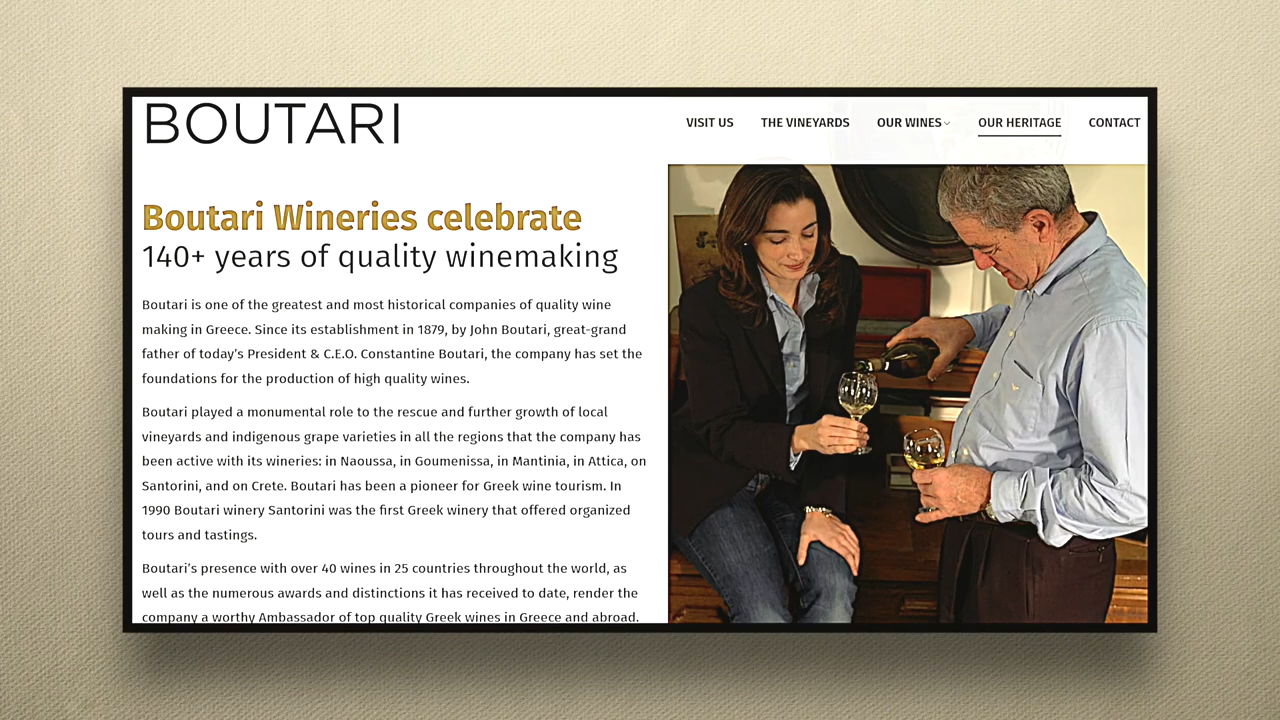 BOUTARI
VISIT US THE VINEYARDS OUR WINES OUR HERITAGE CONTACT
Boutari Wineries celebrate
140+ years of quality winemaking
Boutari is one of the greatest and most historical companies of quality wine
making in Greece. Since its establishment in 1879, by John Boutari, great-grand
father of today's President & C.E.O. Constantine Boutari, the company has set the
foundations for the production of high quality wines.
Boutari played a monumental role to the rescue and further growth of local
vineyards and indigenous grape varieties in all the regions that the company has
been active with its wineries: in Naoussa, in Goumenissa, in Mantinia, in Attica, on
Santorini, and on Crete. Boutari has been a pioneer for Greek wine tourism. In
1990 Boutari winery Santorini was the first Greek winery that offered organized
tours and tastings.
Boutari's presence with over 40 wines in 25 countries throughout the world, as
well as the numerous awards and distinctions it has received to date, render the
company a worthy Ambassador of top quality Greek wines in Greece and abroad.